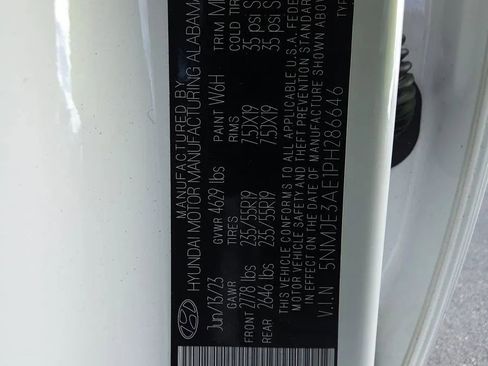 MANUFACTURED BY
HYUNDAI MOTOR MANUFACTURING ALABAMA
Jun/13/23 GVWR 4629 lbs PAINT W6H TRIM
GAWR TIRES RIMS COLD
FRONT 2778 lbs 235/55R19 7.5JX19 35 psi
REAR 2646 lbs 235/55R19 7.5JX19 35 psi
THIS VEHICLE CONFORMS TO ALL APPLICABLE U.S.A. FEDE
MOTOR VEHICLE SAFETY AND THEFT PREVENTION STANDAR
IN EFFECT ON THE DATE OF MANUFACTURE SHOWN ABOV
V.I.N 5NMJE3AE1PH286646
TYP